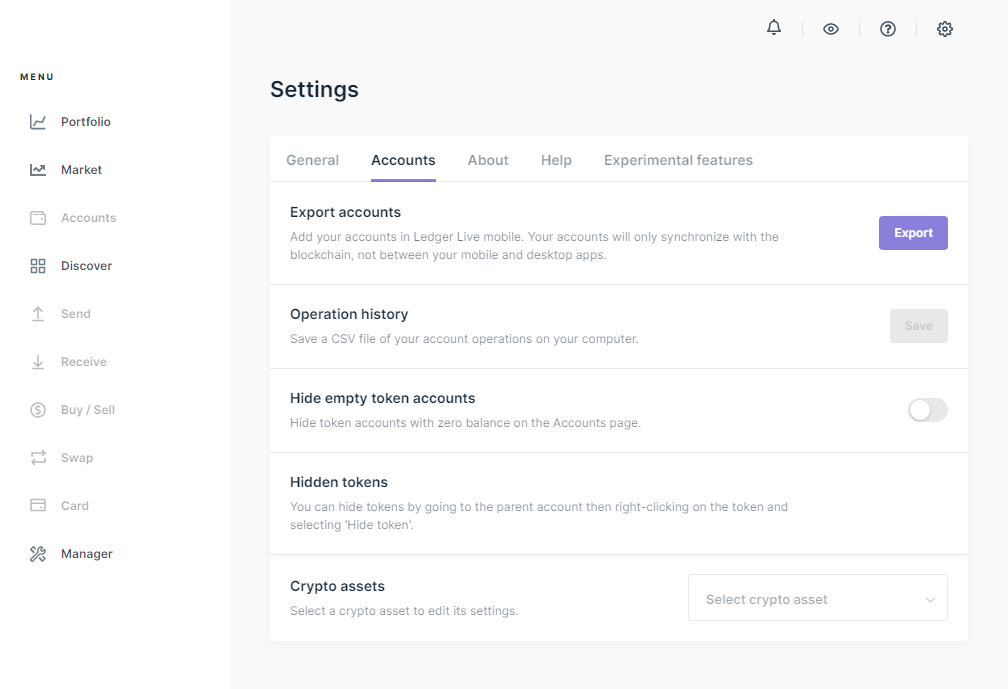 MENU
Portfolio
Market
Accounts
Discover
Send
Receive
Buy / Sell
Swap
Card
Manager
Settings
General Accounts About Help Experimental features
Export accounts
Add your accounts in Ledger Live mobile. Your accounts will only synchronize with the
blockchain, not between your mobile and desktop apps.
Export
Operation history
Save a CSV file of your account operations on your computer.
Save
Hide empty token accounts
Hide token accounts with zero balance on the Accounts page.
Hidden tokens
You can hide tokens by going to the parent account then right-clicking on the token and
selecting 'Hide token'.
Crypto assets
Select a crypto asset to edit its settings.
Select crypto asset